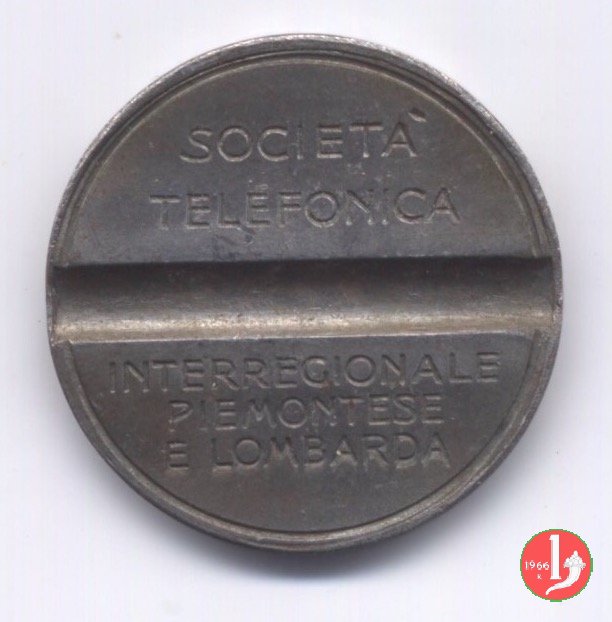 SOCIETÀ
TELEFONICA
INTERREGIONALE
PIEMONTESE
E LOMBARDA
1966
K